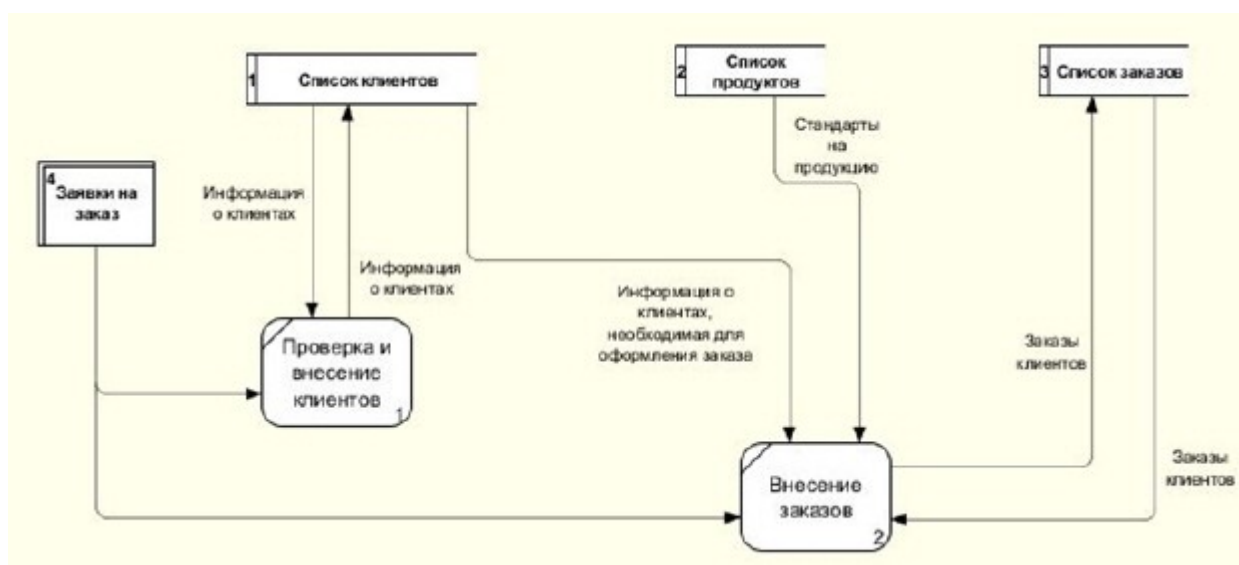 1
Список клиентов
2
Список
продуктов
3
Список заказов
4
Заявки на
заказ
Информация
о клиентах
Информация
о клиентах
Стандарты
на
продукцию
Информация о
клиентах,
необходимая для
оформления заказа
Заказы
клиентов
Заказы
клиентов
Проверка и
внесение
клиентов
1
Внесение
заказов
2